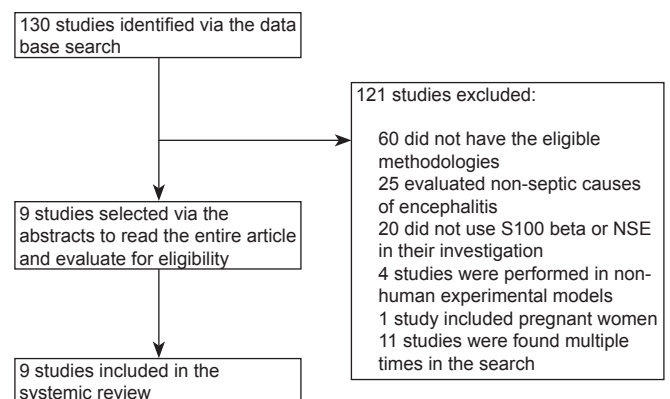 130 studies identified via the data
base search
121 studies excluded:
60 did not have the eligible
methodologies
25 evaluated non-septic causes
of encephalitis
20 did not use S100 beta or NSE
in their investigation
4 studies were performed in non-
human experimental models
1 study included pregnant women
11 studies were found multiple
times in the search
9 studies selected via the
abstracts to read the entire article
and evaluate for eligibility
9 studies included in the
systemic review